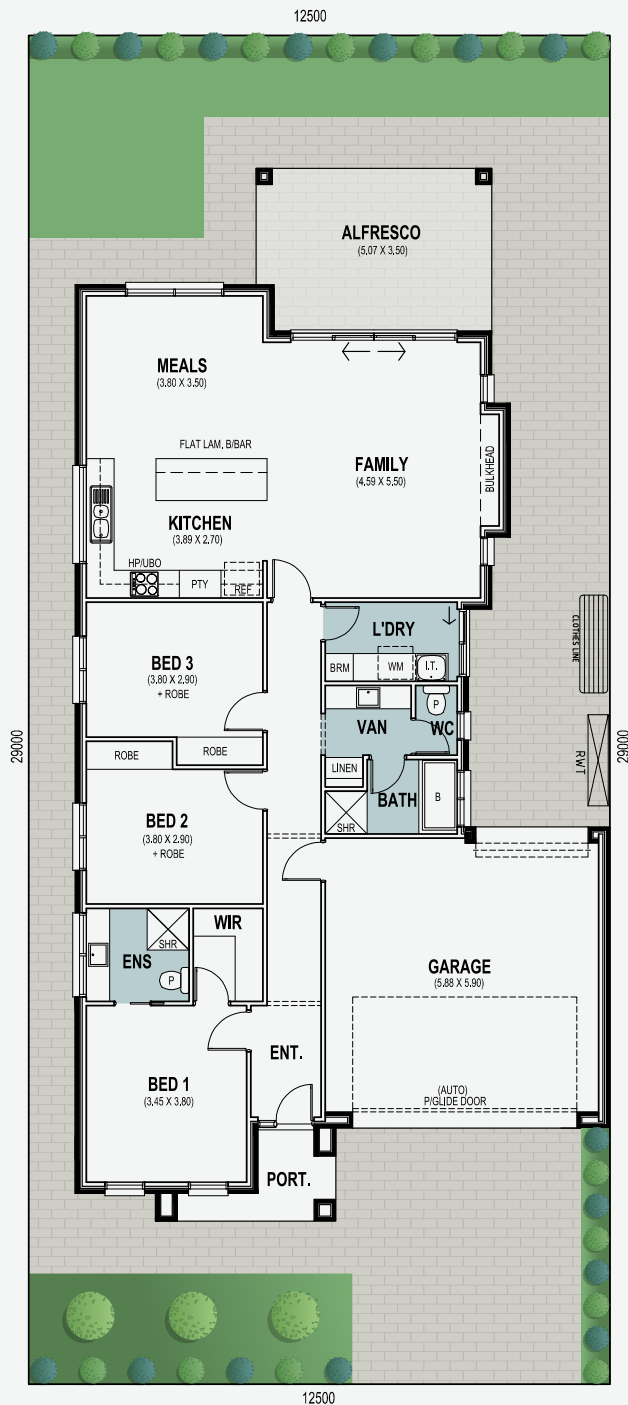 12500
ALFRESCO
(5.07 X 3.50)
MEALS
(3.80 X 3.50)
FLAT LAM. B/BAR
FAMILY
(4.59 X 5.50)
BULKHEAD
KITCHEN
(3.89 X 2.70)
HP/UBO
PTY
REF
CLOTHES LINE
L'DRY
BRM
WM
I.T.
BED 3
(3.80 X 2.90)
+ ROBE
P
VAN
WC
29000
29000
ROBE
ROBE
RWT
LINEN
BATH
B
SHR
BED 2
(3.80 X 2.90)
+ ROBE
WIR
SHR
ENS
P
GARAGE
(5.88 X 5.90)
ENT.
BED 1
(3.45 X 3.80)
(AUTO)
P/GLIDE DOOR
PORT.
12500